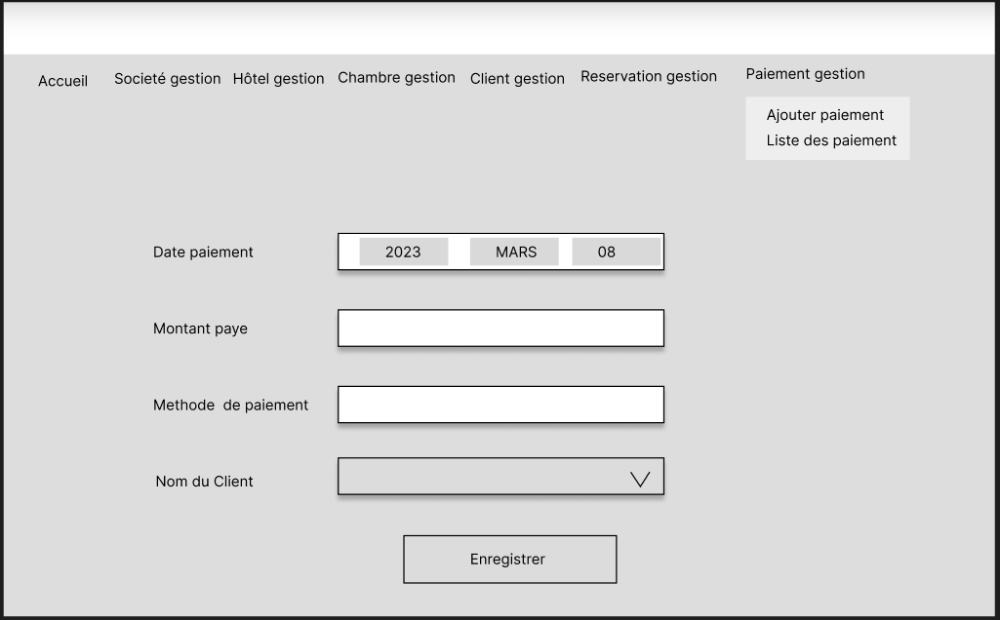 Accueil Societé gestion Hôtel gestion Chambre gestion Client gestion Reservation gestion Paiement gestion
Ajouter paiement
Liste des paiement
Date paiement 2023 MARS 08
Montant paye
Methode de paiement
Nom du Client
Enregistrer